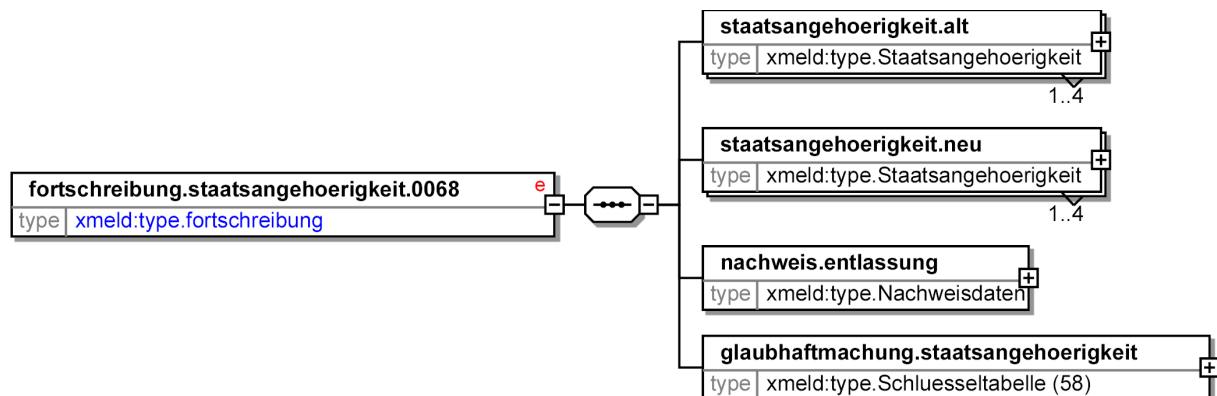 staatsangehoerigkeit.alt
type xmeld:type.Staatsangehoerigkeit
1..4
staatsangehoerigkeit.neu
type xmeld:type.Staatsangehoerigkeit
1..4
fortschreibung.staatsangehoerigkeit.0068 e
type xmeld:type.fortschreibung
nachweis.entlassung
type xmeld:type.Nachweisdaten
glaubhaftmachung.staatsangehoerigkeit
type xmeld:type.Schluesseltabelle (58)